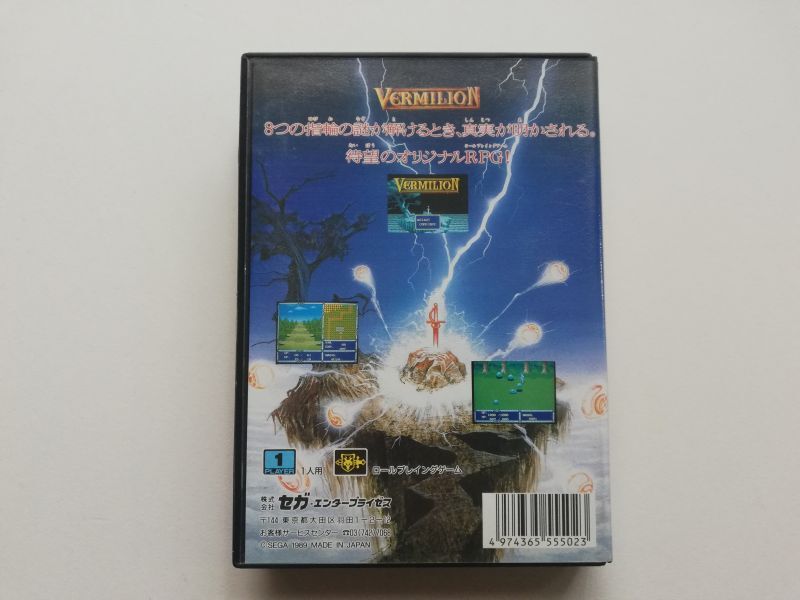 VERMILION
8つの指輪の謎が解けるとき、真実が明かされる。
待望のオリジナルRPG!
VERMILION
1
PLAYER
1人用
ロールプレイングゲーム
株式会社 セガ・エンタープライゼス
〒144 東京都大田区羽田1-2-12
お客様サービスセンター ☎03(742)7068
©SEGA 1989 MADE IN JAPAN
4 974365 555023